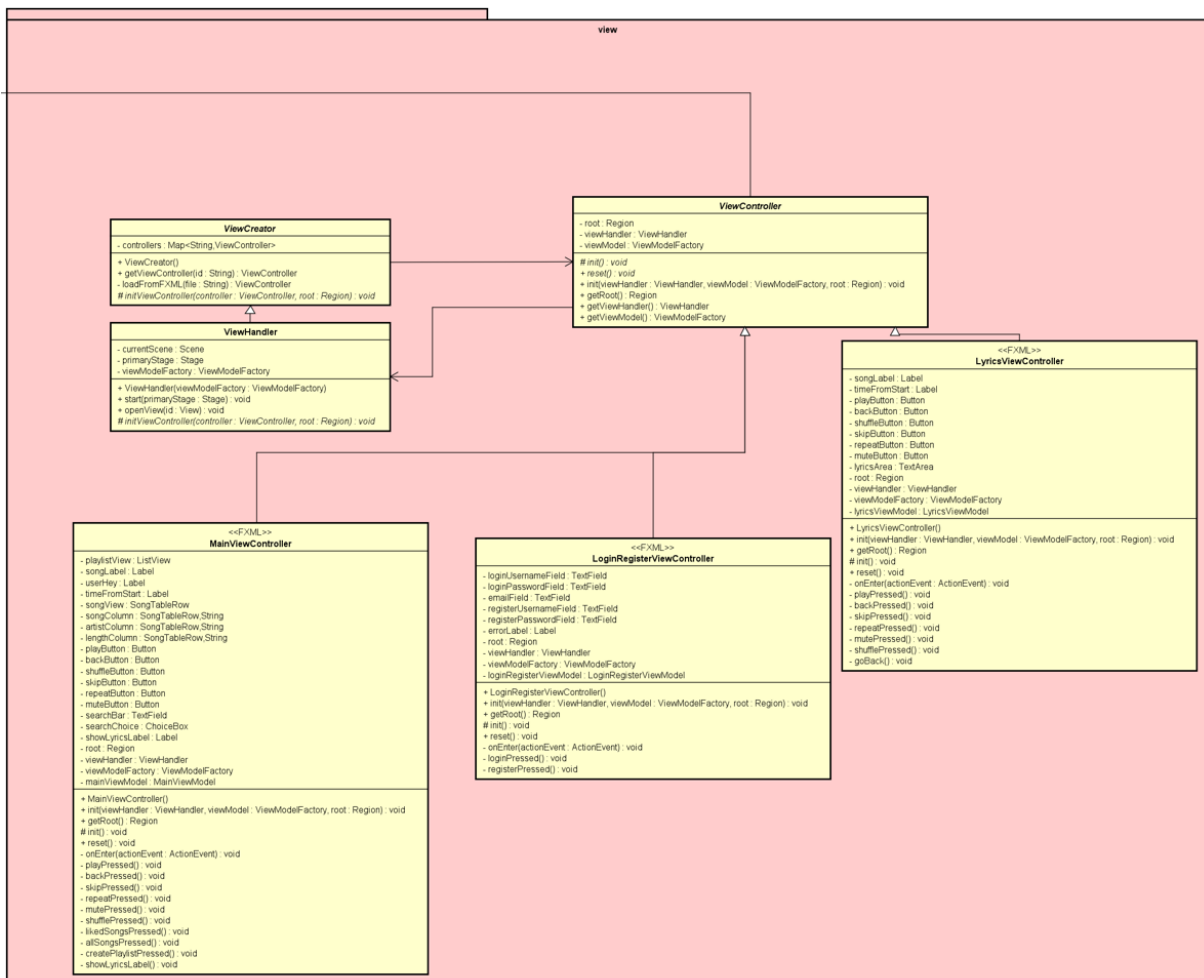 view
ViewCreator
- controllers : Map<String,ViewController>
+ ViewCreator()
+ getViewController(id : String) : ViewController
- loadFromFXML(file : String) : ViewController
# initViewController(controller : ViewController, root : Region) : void
ViewHandler
- currentScene : Scene
- primaryStage : Stage
- viewModelFactory : ViewModelFactory
+ ViewHandler(viewModelFactory : ViewModelFactory)
+ start(primaryStage : Stage) : void
+ openView(id : View) : void
# initViewController(controller : ViewController, root : Region) : void
ViewController
- root : Region
- viewHandler : ViewHandler
- viewModel : ViewModelFactory
# init() : void
+ reset() : void
+ init(viewHandler : ViewHandler, viewModel : ViewModelFactory, root : Region) : void
+ getRoot() : Region
+ getViewHandler() : ViewHandler
+ getViewModel() : ViewModelFactory
<<FXML>>
LyricsViewController
- songLabel : Label
- timeFromStart : Label
- playButton : Button
- backButton : Button
- shuffleButton : Button
- skipButton : Button
- repeatButton : Button
- muteButton : Button
- lyricsArea : TextArea
- root : Region
- viewHandler : ViewHandler
- viewModelFactory : ViewModelFactory
- lyricsViewModel : LyricsViewModel
+ LyricsViewController()
+ init(viewHandler : ViewHandler, viewModel : ViewModelFactory, root : Region) : void
+ getRoot() : Region
# init() : void
+ reset() : void
- onEnter(actionEvent : ActionEvent) : void
- playPressed() : void
- backPressed() : void
- skipPressed() : void
- repeatPressed() : void
- mutePressed() : void
- shufflePressed() : void
- goBack() : void
<<FXML>>
MainViewController
- playlistView : ListView
- songLabel : Label
- userHey : Label
- timeFromStart : Label
- songView : SongTableRow
- songColumn : SongTableRow,String
- artistColumn : SongTableRow,String
- lengthColumn : SongTableRow,String
- playButton : Button
- backButton : Button
- shuffleButton : Button
- skipButton : Button
- repeatButton : Button
- muteButton : Button
- searchBar : TextField
- searchChoice : ChoiceBox
- showLyricsLabel : Label
- root : Region
- viewHandler : ViewHandler
- viewModelFactory : ViewModelFactory
- mainViewModel : MainViewModel
+ MainViewController()
+ init(viewHandler : ViewHandler, viewModel : ViewModelFactory, root : Region) : void
+ getRoot() : Region
# init() : void
+ reset() : void
- onEnter(actionEvent : ActionEvent) : void
- playPressed() : void
- backPressed() : void
- skipPressed() : void
- repeatPressed() : void
- mutePressed() : void
- shufflePressed() : void
- likedSongsPressed() : void
- allSongsPressed() : void
- createPlaylistPressed() : void
- showLyricsLabel() : void
<<FXML>>
LoginRegisterViewController
- loginUsernameField : TextField
- loginPasswordField : TextField
- emailField : TextField
- registerUsernameField : TextField
- registerPasswordField : TextField
- errorLabel : Label
- root : Region
- viewHandler : ViewHandler
- viewModelFactory : ViewModelFactory
- loginRegisterViewModel : LoginRegisterViewModel
+ LoginRegisterViewController()
+ init(viewHandler : ViewHandler, viewModel : ViewModelFactory, root : Region) : void
+ getRoot() : Region
# init() : void
+ reset() : void
- onEnter(actionEvent : ActionEvent) : void
- loginPressed() : void
- registerPressed() : void